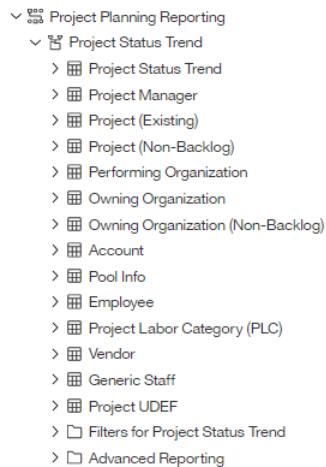 Project Planning Reporting
Project Status Trend
Project Status Trend
Project Manager
Project (Existing)
Project (Non-Backlog)
Performing Organization
Owning Organization
Owning Organization (Non-Backlog)
Account
Pool Info
Employee
Project Labor Category (PLC)
Vendor
Generic Staff
Project UDEF
Filters for Project Status Trend
Advanced Reporting